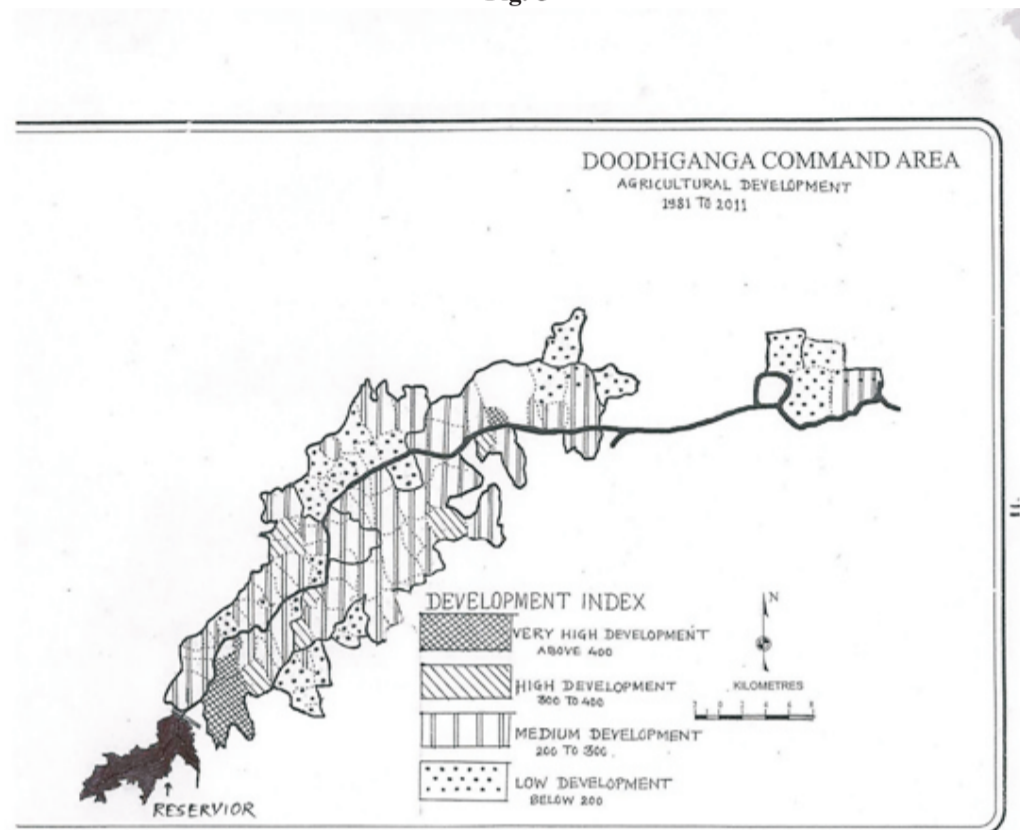 DOODHGANGA COMMAND AREA
AGRICULTURAL DEVELOPMENT
1981 TO 2011
DEVELOPMENT INDEX
VERY HIGH DEVELOPMENT
ABOVE 400
HIGH DEVELOPMENT
300 TO 400
MEDIUM DEVELOPMENT
200 TO 300.
LOW DEVELOPMENT
BELOW 200
N
KILOMETRES
RESERVIOR